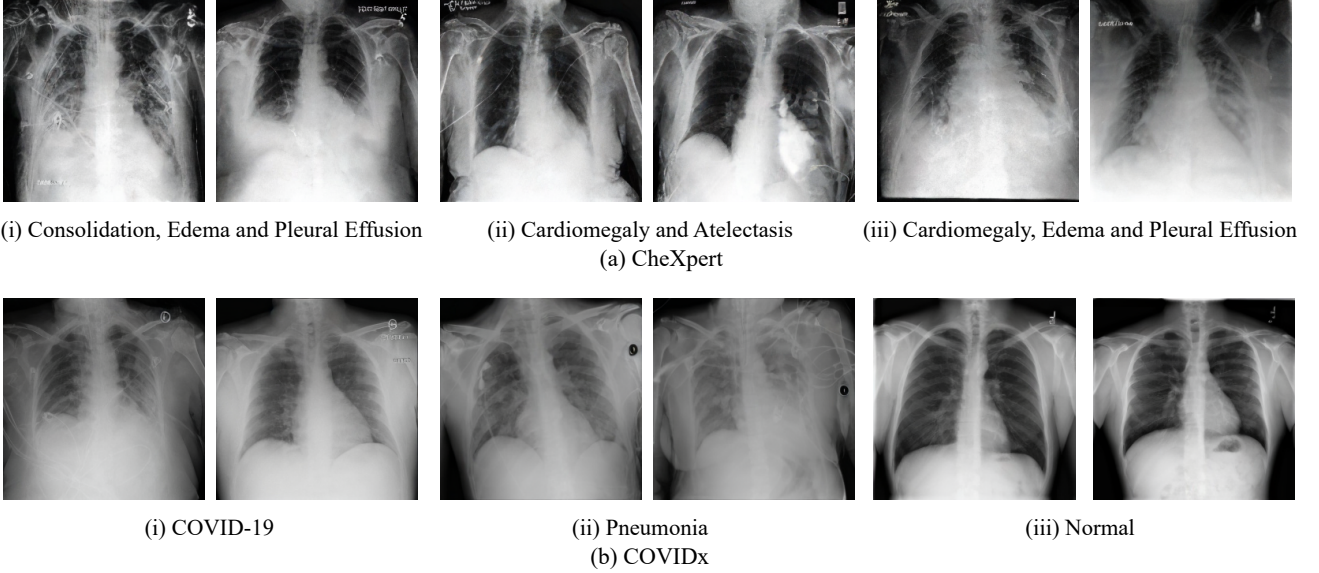 (i) Consolidation, Edema and Pleural Effusion
(ii) Cardiomegaly and Atelectasis
(iii) Cardiomegaly, Edema and Pleural Effusion
(a) CheXpert
(i) COVID-19
(ii) Pneumonia
(iii) Normal
(b) COVIDx